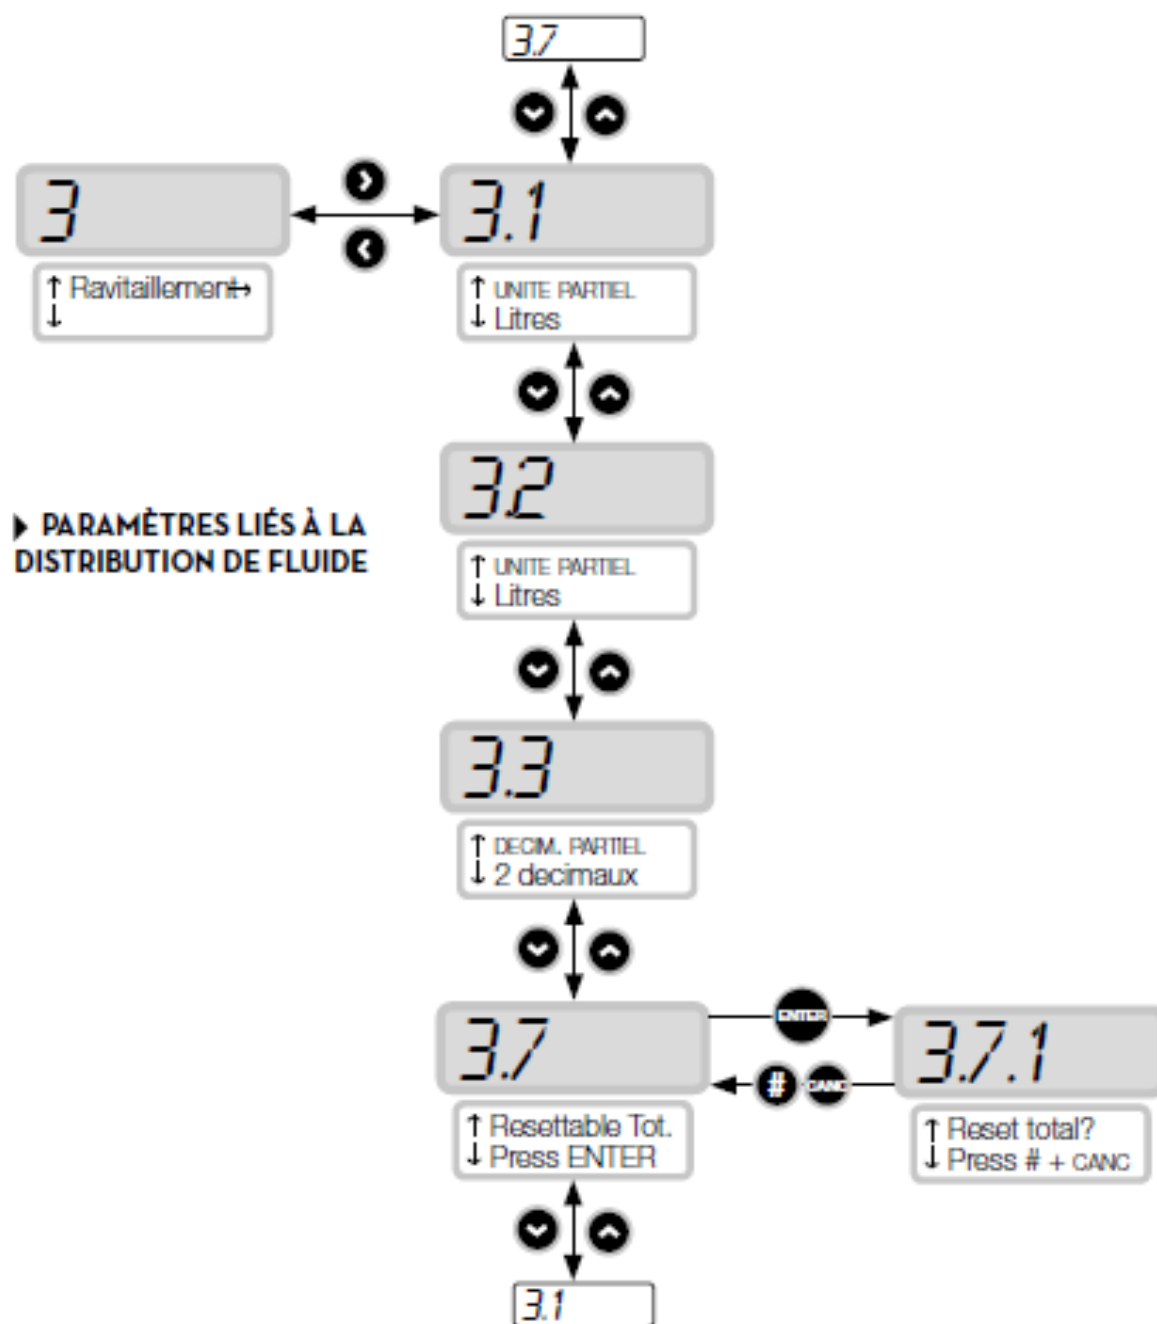 3.7
3
3.1
↑ Ravitaillement→
↓
↑ UNITE PARTIEL
↓ Litres
3.2
▶ PARAMÈTRES LIÉS À LA
DISTRIBUTION DE FLUIDE
↑ UNITE PARTIEL
↓ Litres
3.3
↑ DECIM. PARTIEL
↓ 2 decimaux
3.7
ENTER
3.7.1
# CANC
↑ Resettable Tot.
↓ Press ENTER
↑ Reset total?
↓ Press # + CANC
3.1